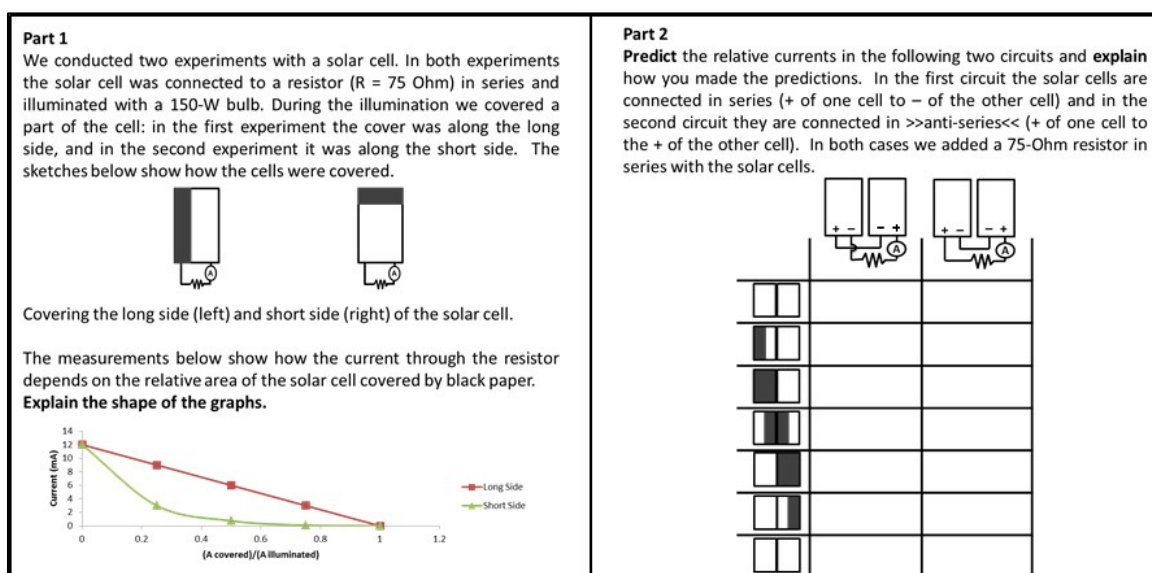 Part 1
We conducted two experiments with a solar cell. In both experiments
the solar cell was connected to a resistor (R = 75 Ohm) in series and
illuminated with a 150-W bulb. During the illumination we covered a
part of the cell: in the first experiment the cover was along the long
side, and in the second experiment it was along the short side. The
sketches below show how the cells were covered.
A
A
Covering the long side (left) and short side (right) of the solar cell.
The measurements below show how the current through the resistor
depends on the relative area of the solar cell covered by black paper.
Explain the shape of the graphs.
Current (mA)
14
12
10
8
6
4
2
0
0 0.2 0.4 0.6 0.8 1 1.2
(A covered)/(A illuminated)
Long Side
Short Side
Part 2
Predict the relative currents in the following two circuits and explain
how you made the predictions. In the first circuit the solar cells are
connected in series (+ of one cell to – of the other cell) and in the
second circuit they are connected in >>anti-series<< (+ of one cell to
the + of the other cell). In both cases we added a 75-Ohm resistor in
series with the solar cells.
+ – – + + – – +
A A